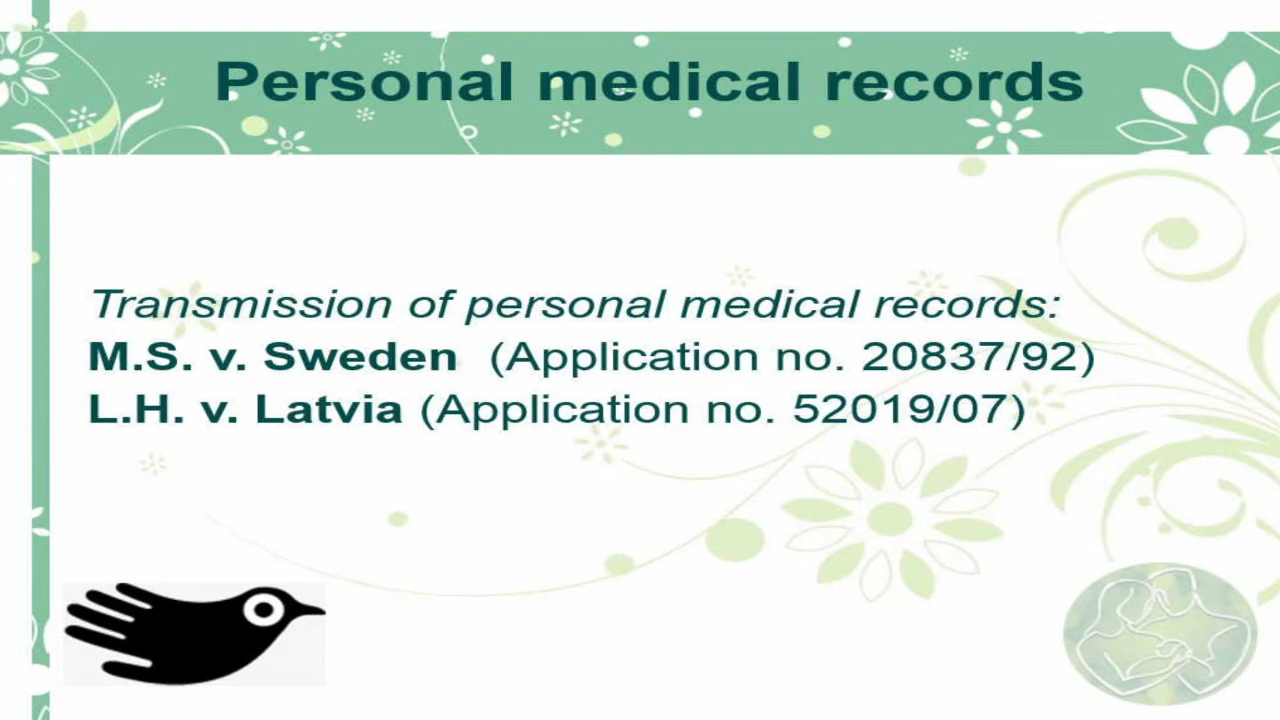 Personal medical records
Transmission of personal medical records:
M.S. v. Sweden (Application no. 20837/92)
L.H. v. Latvia (Application no. 52019/07)